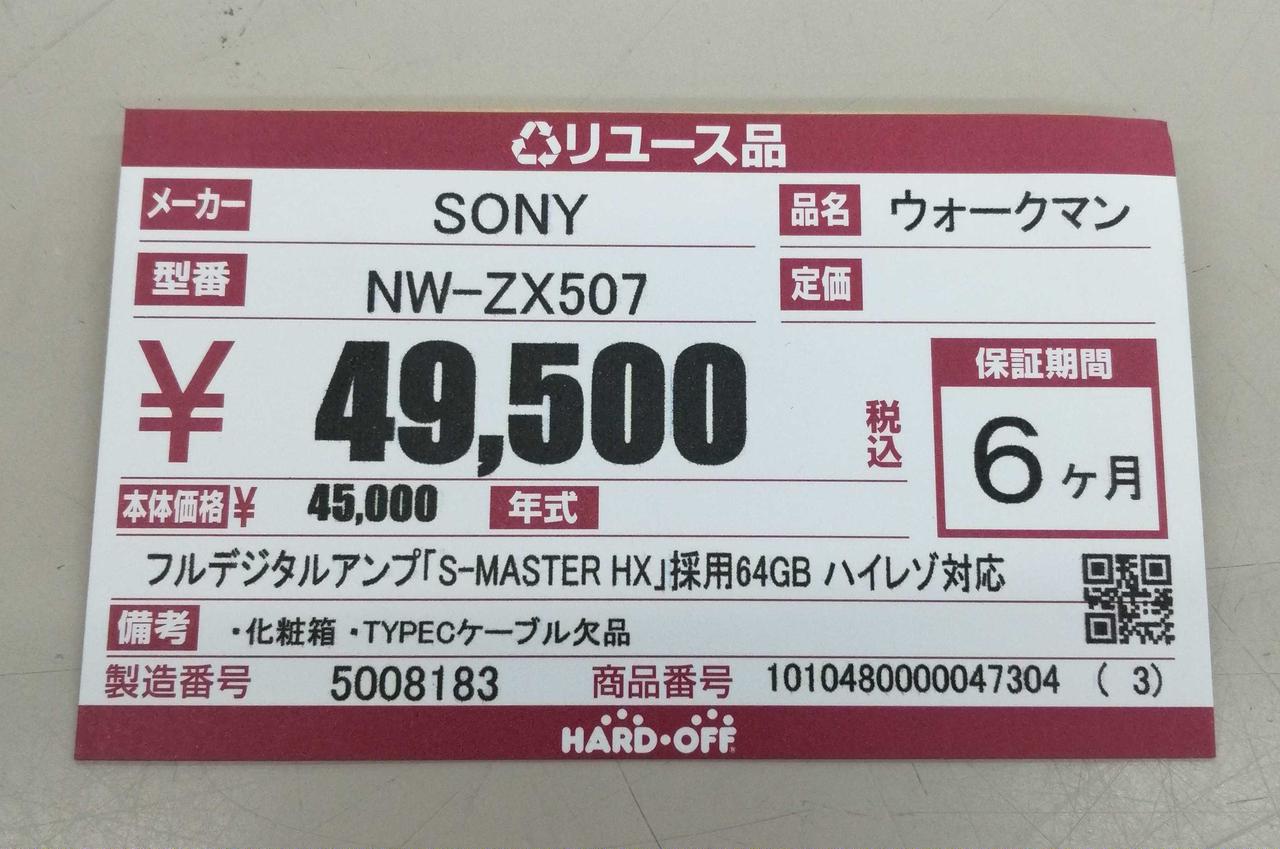 リユース品
メーカー SONY 品名 ウォークマン
型番 NW-ZX507 定価
¥ 49,500 税込
保証期間
6ヶ月
本体価格 ¥ 45,000 年式
フルデジタルアンプ「S-MASTER HX」採用64GB ハイレゾ対応
備考 ・化粧箱 ・TYPECケーブル欠品
製造番号 5008183 商品番号 1010480000047304 ( 3)
HARD・OFF